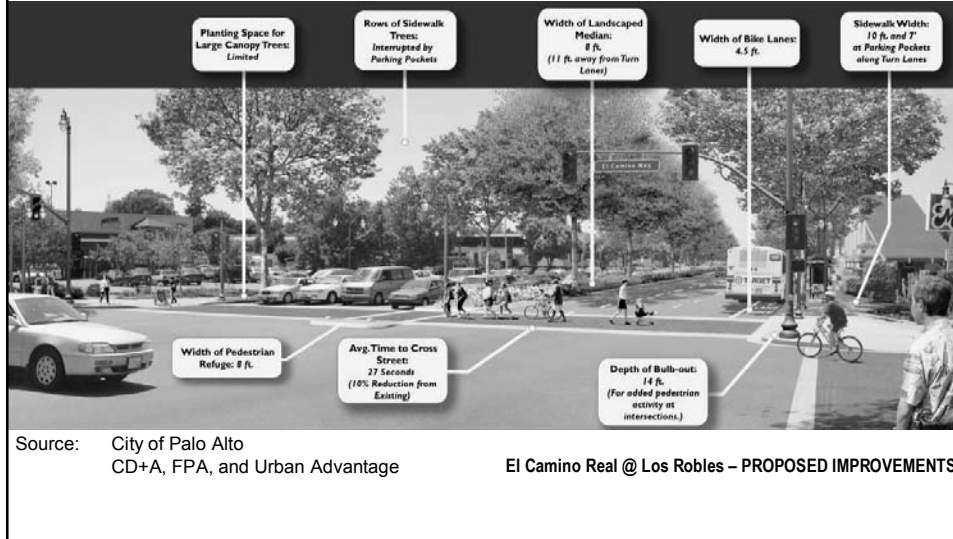 Planting Space for
Large Canopy Trees:
Limited
Rows of Sidewalk
Trees:
Interrupted by
Parking Pockets
Width of Landscaped
Median:
8 ft.
(11 ft. away from Turn
Lanes)
Width of Bike Lanes:
4.5 ft.
Sidewalk Width:
10 ft. and 7'
at Parking Pockets
along Turn Lanes
El Camino Way
TARGET
Width of Pedestrian
Refuge: 8 ft.
Avg. Time to Cross
Street:
27 Seconds
(10% Reduction from
Existing)
Depth of Bulb-out:
14 ft.
(For added pedestrian
activity at
intersections.)
Source: City of Palo Alto
CD+A, FPA, and Urban Advantage
El Camino Real @ Los Robles – PROPOSED IMPROVEMENTS